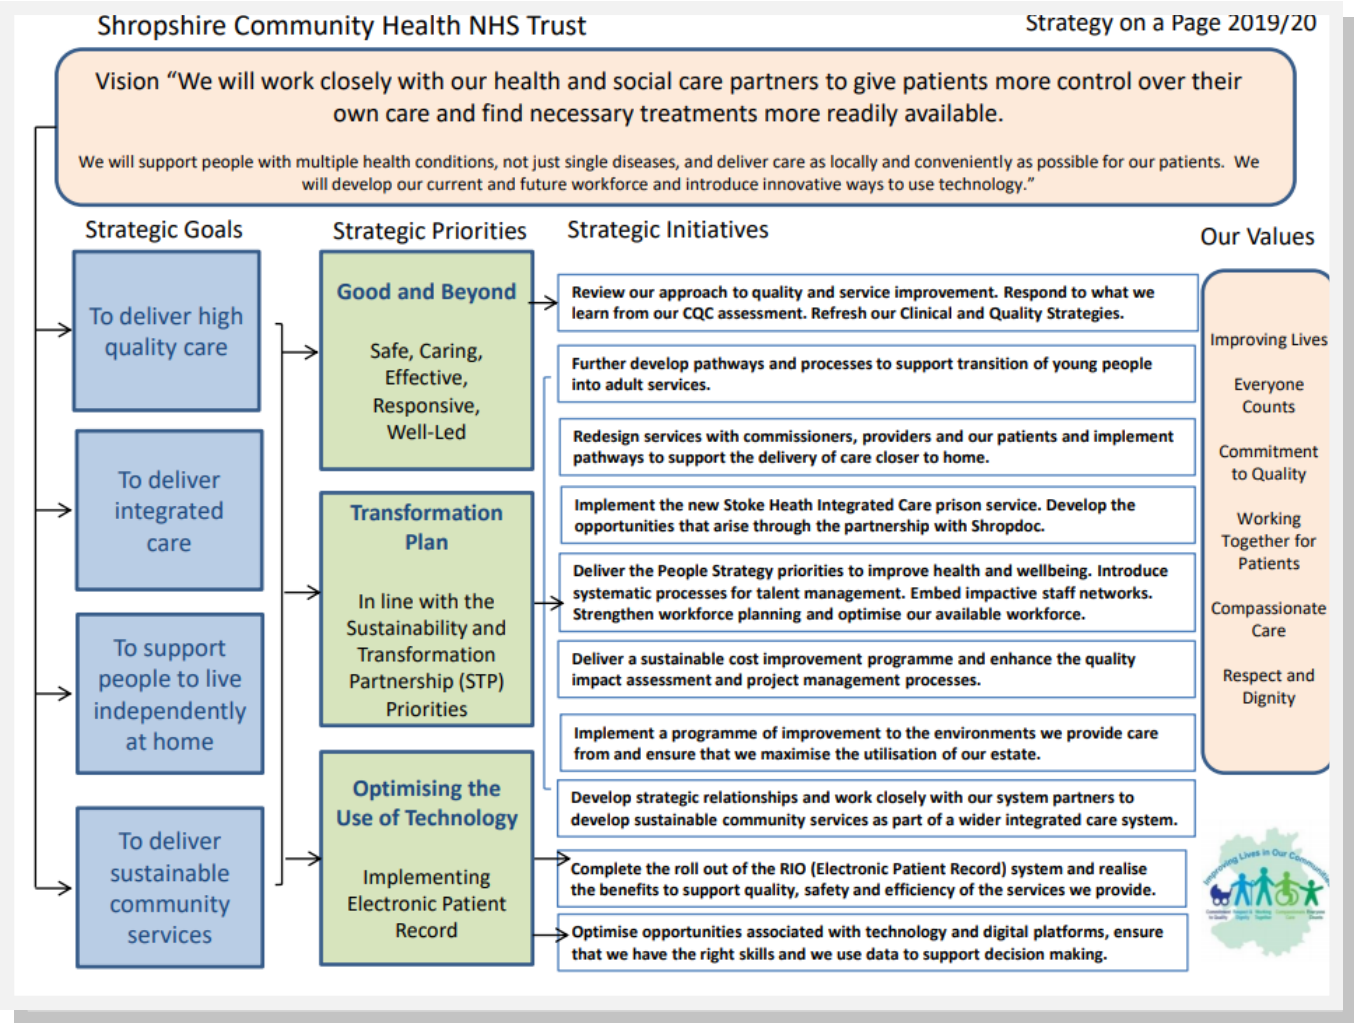 Shropshire Community Health NHS Trust
Strategy on a Page 2019/20
Vision “We will work closely with our health and social care partners to give patients more control over their
own care and find necessary treatments more readily available.
We will support people with multiple health conditions, not just single diseases, and deliver care as locally and conveniently as possible for our patients. We
will develop our current and future workforce and introduce innovative ways to use technology.”
Strategic Goals
To deliver high
quality care
To deliver
integrated
care
To support
people to live
independently
at home
To deliver
sustainable
community
services
Strategic Priorities
Good and Beyond
Safe, Caring,
Effective,
Responsive,
Well-Led
Transformation
Plan
In line with the
Sustainability and
Transformation
Partnership (STP)
Priorities
Optimising the
Use of Technology
Implementing
Electronic Patient
Record
Strategic Initiatives
Review our approach to quality and service improvement. Respond to what we
learn from our CQC assessment. Refresh our Clinical and Quality Strategies.
Further develop pathways and processes to support transition of young people
into adult services.
Redesign services with commissioners, providers and our patients and implement
pathways to support the delivery of care closer to home.
Implement the new Stoke Heath Integrated Care prison service. Develop the
opportunities that arise through the partnership with Shropdoc.
Deliver the People Strategy priorities to improve health and wellbeing. Introduce
systematic processes for talent management. Embed impactive staff networks.
Strengthen workforce planning and optimise our available workforce.
Deliver a sustainable cost improvement programme and enhance the quality
impact assessment and project management processes.
Implement a programme of improvement to the environments we provide care
from and ensure that we maximise the utilisation of our estate.
Develop strategic relationships and work closely with our system partners to
develop sustainable community services as part of a wider integrated care system.
Complete the roll out of the RIO (Electronic Patient Record) system and realise
the benefits to support quality, safety and efficiency of the services we provide.
Optimise opportunities associated with technology and digital platforms, ensure
that we have the right skills and we use data to support decision making.
Our Values
Improving Lives
Everyone
Counts
Commitment
to Quality
Working
Together for
Patients
Compassionate
Care
Respect and
Dignity
Improving Lives in Our